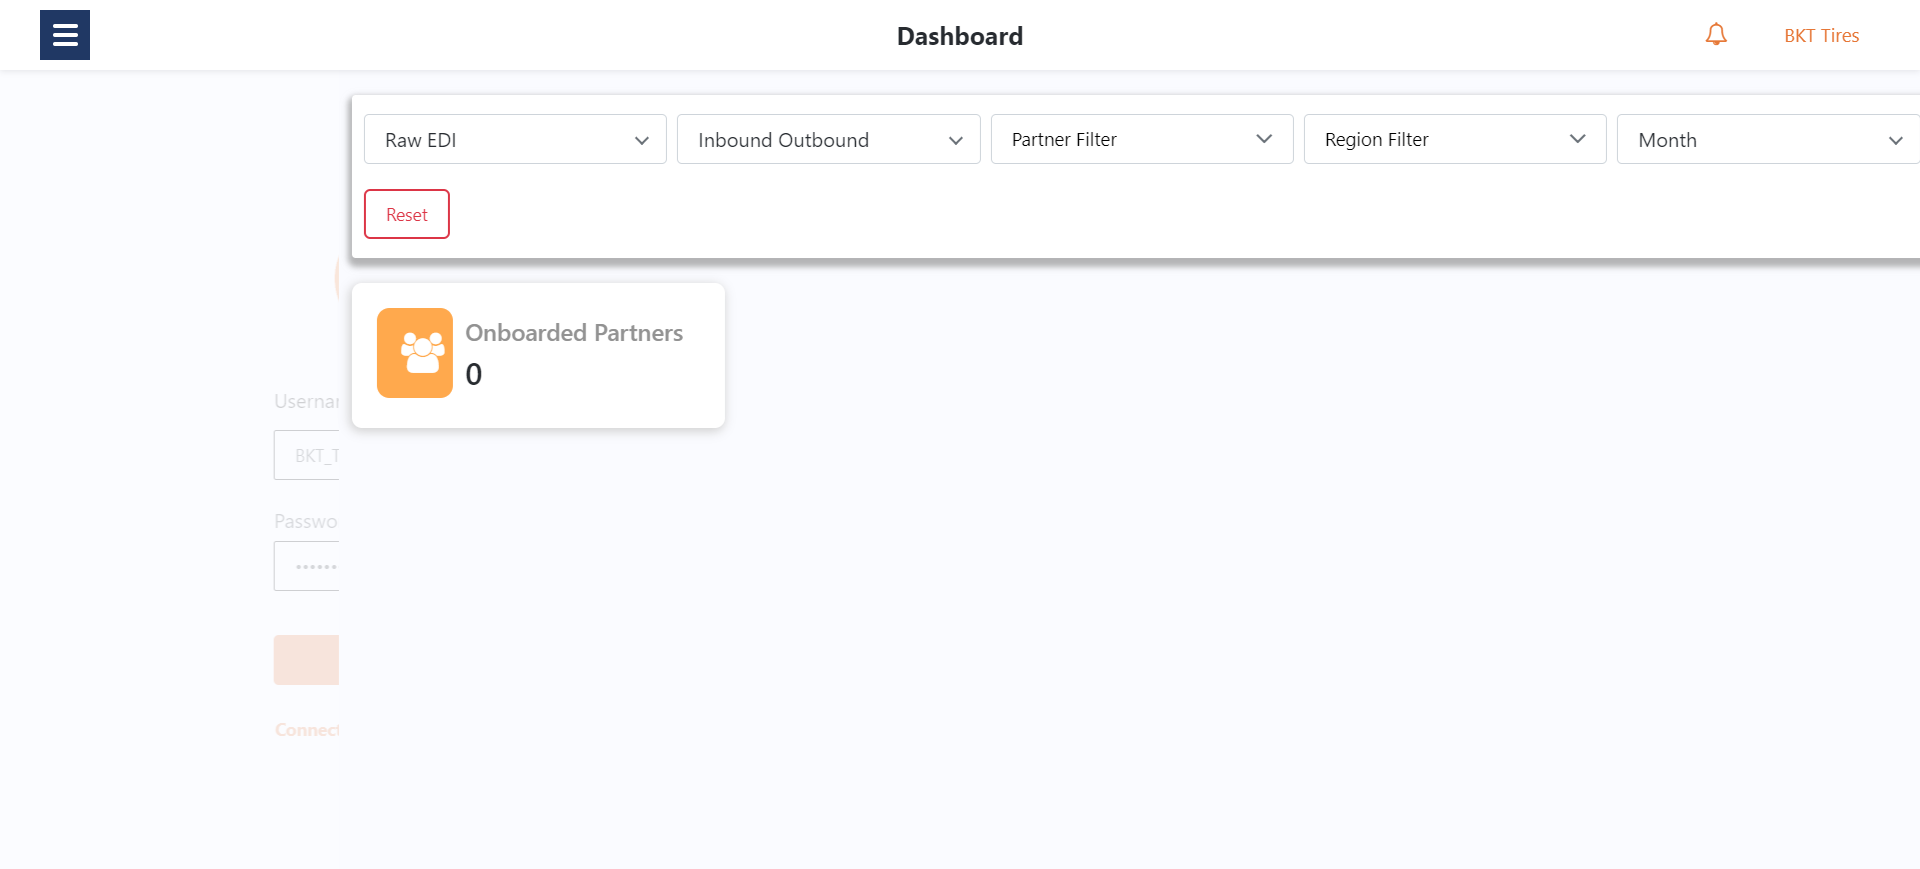 Dashboard
BKT Tires
Raw EDI
Inbound Outbound
Partner Filter
Region Filter
Month
Reset
Onboarded Partners
0
Usernam
BKT_T
Passwo
••••••
Connect